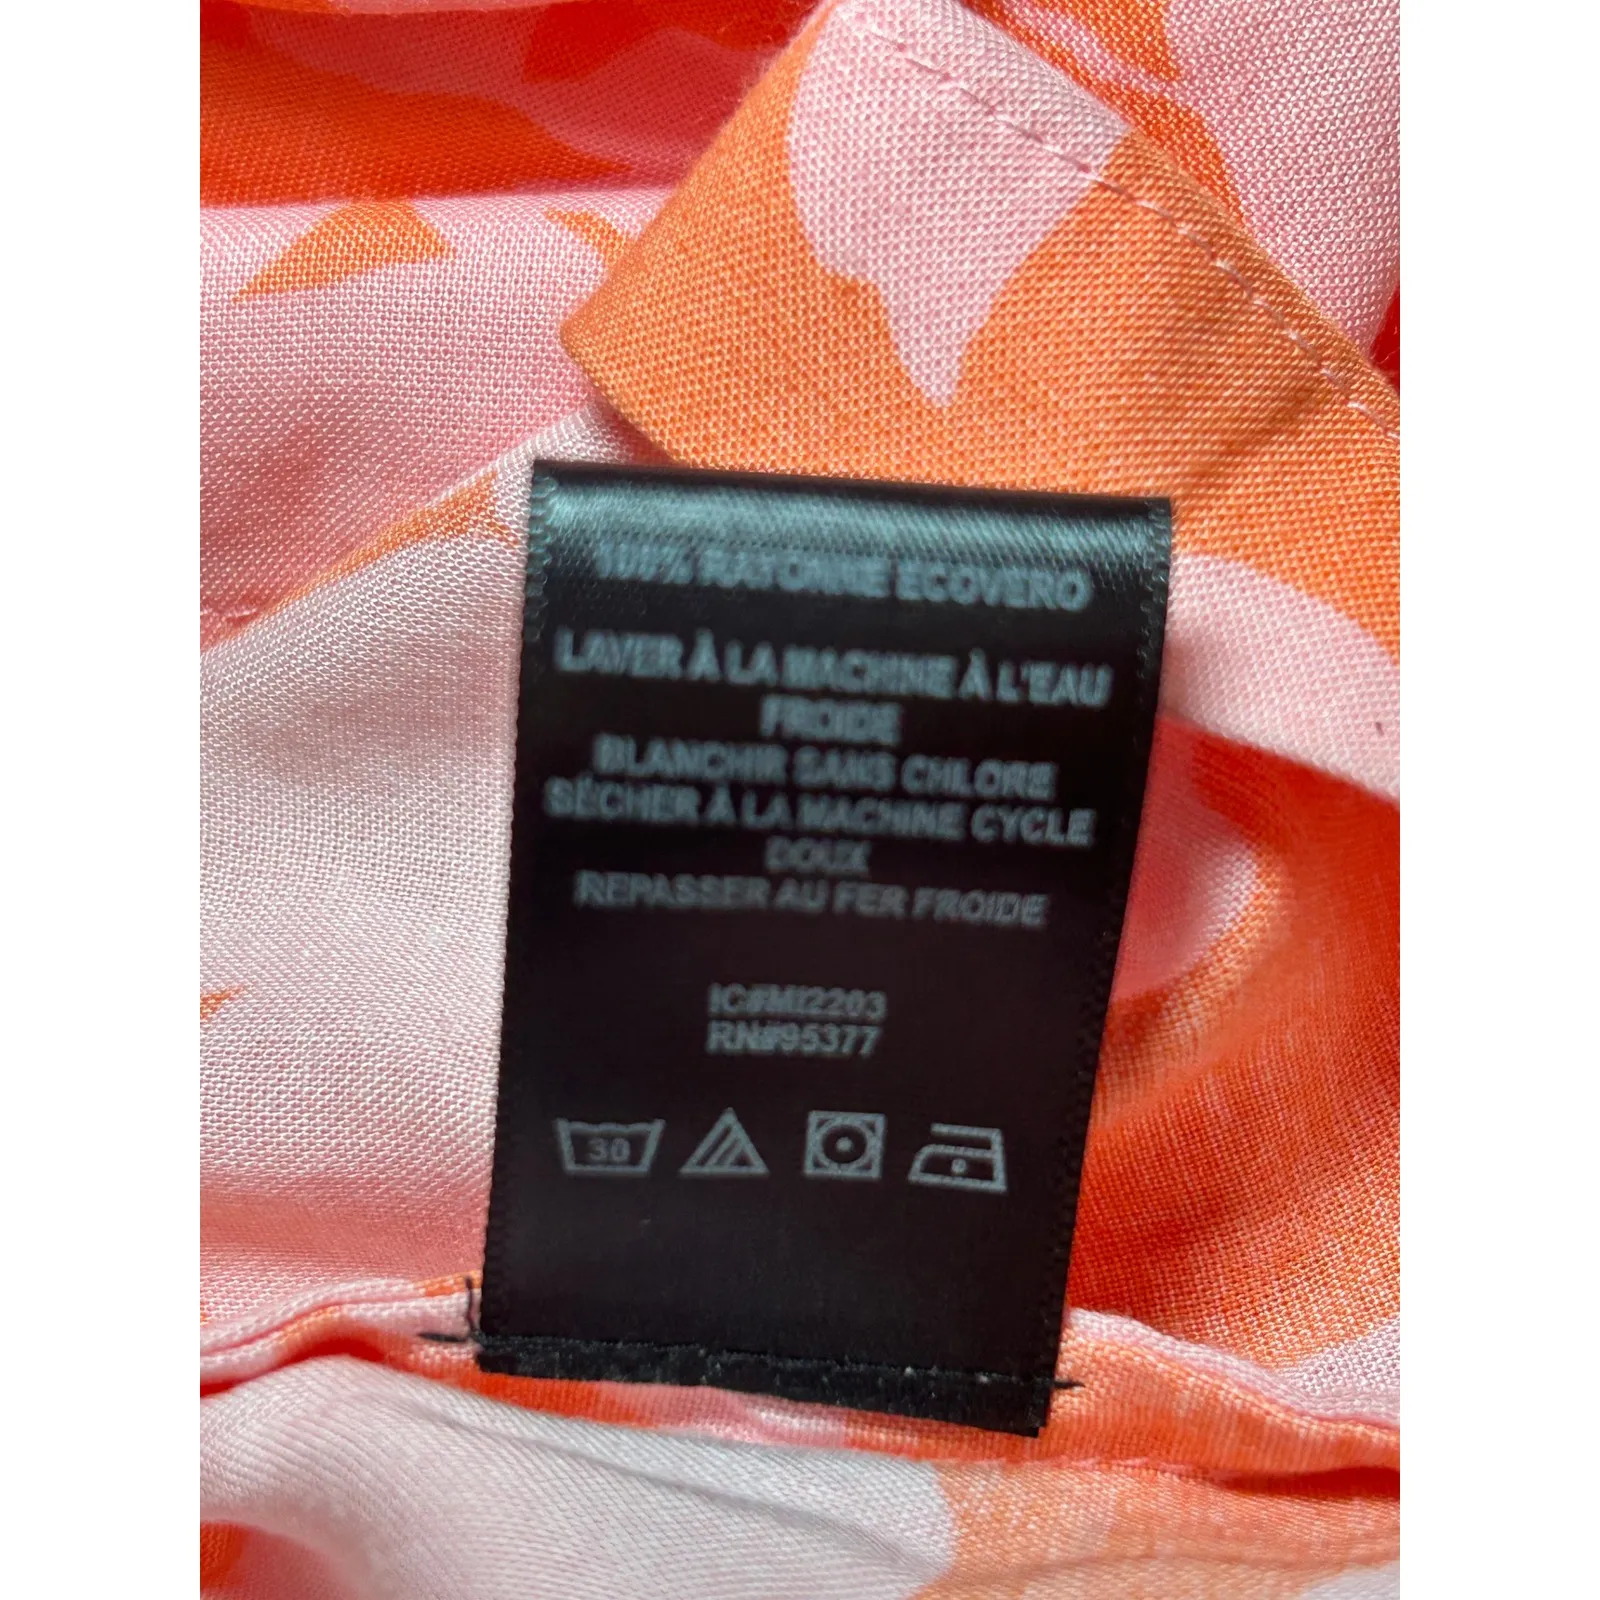 100% RAYONNE ECOVERO
LAVER À LA MACHINE À L'EAU
FROIDE
BLANCHIR SANS CHLORE
SÉCHER À LA MACHINE CYCLE
DOUX
REPASSER AU FER FROIDE
IC#MI2203
RN#95377
30